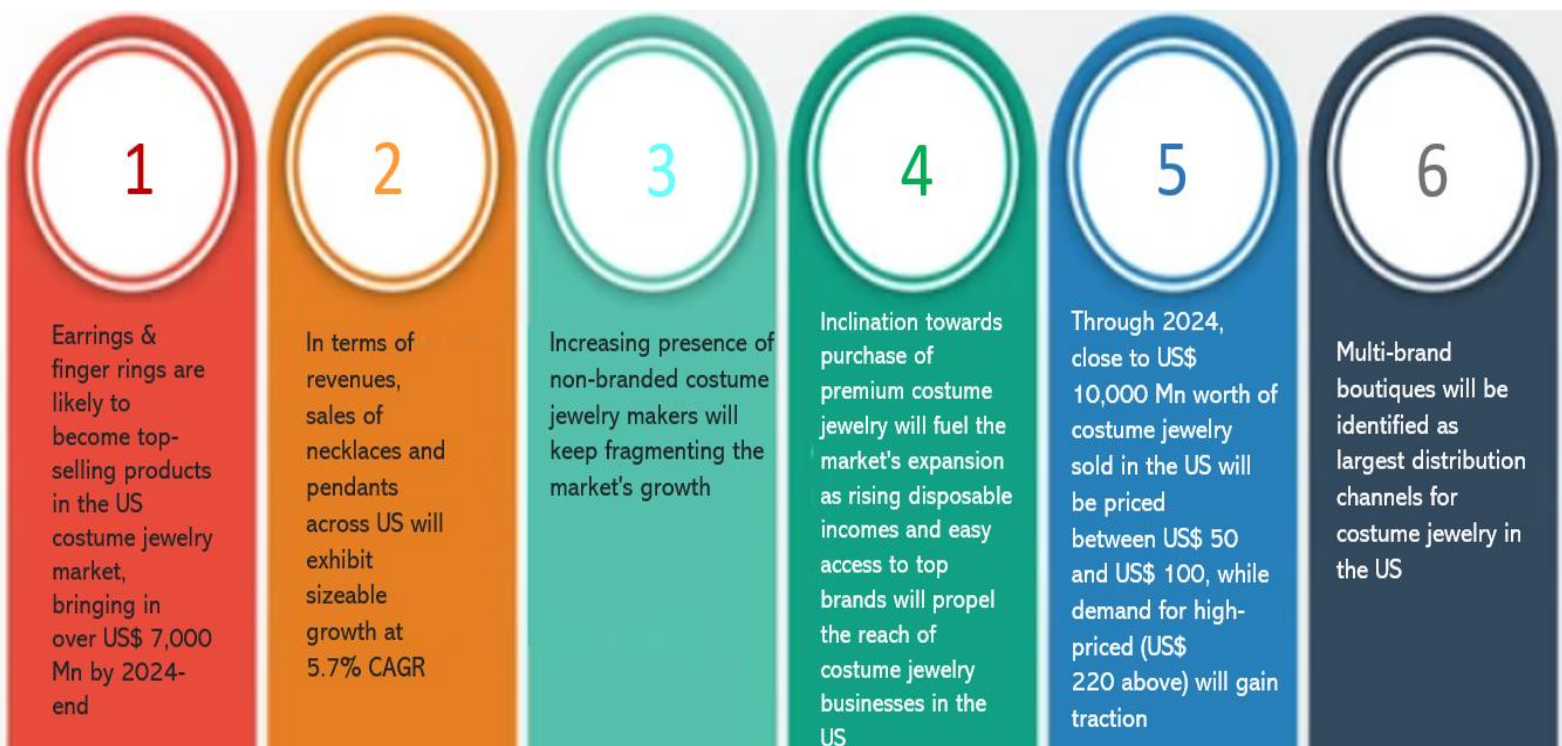 1
Earrings &
finger rings are
likely to
become top-
selling products
in the US
costume jewelry
market,
bringing in
over US$ 7,000
Mn by 2024-
end
2
In terms of
revenues,
sales of
necklaces and
pendants
across US will
exhibit
sizeable
growth at
5.7% CAGR
3
Increasing presence of
non-branded costume
jewelry makers will
keep fragmenting the
market's growth
4
Inclination towards
purchase of
premium costume
jewelry will fuel the
market's expansion
as rising disposable
incomes and easy
access to top
brands will propel
the reach of
costume jewelry
businesses in the
US
5
Through 2024,
close to US$
10,000 Mn worth of
costume jewelry
sold in the US will
be priced
between US$ 50
and US$ 100, while
demand for high-
priced (US$
220 above) will gain
traction
6
Multi-brand
boutiques will be
identified as
largest distribution
channels for
costume jewelry in
the US